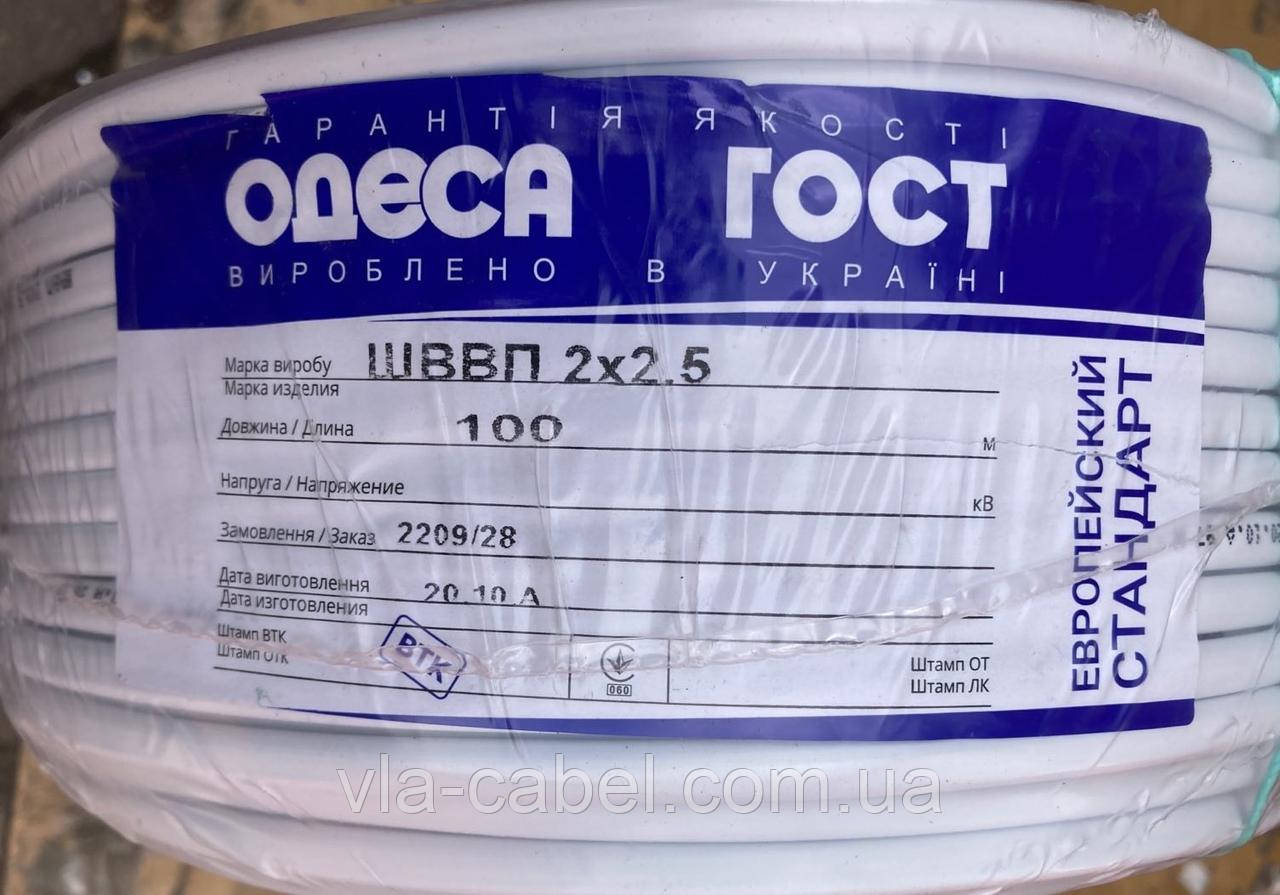 ГАРАНТІЯ ЯКОСТІ
ОДЕСА ГОСТ
ВИРОБЛЕНО В УКРАЇНІ
Марка виробу ШВВП 2х2.5
Марка изделия
Довжина / Длина 100 м
Напруга / Напряжение кВ
Замовлення / Заказ 2209/28
Дата виготовлення 20.10.А
Дата изготовления
Штамп ВТК ВТК
Штамп ОТК
060
Штамп ОТ
Штамп ЛК
ЕВРОПЕЙСКИЙ
СТАНДАРТ
vla-cabel.com.ua